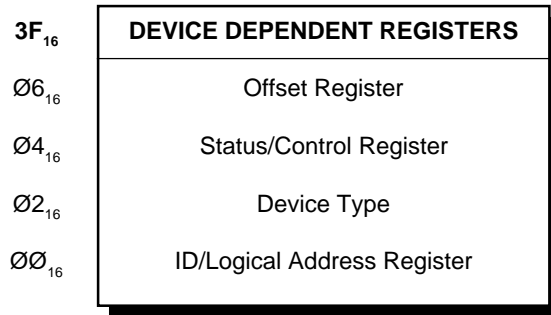 3F₁₆ DEVICE DEPENDENT REGISTERS
Ø6₁₆ Offset Register
Ø4₁₆ Status/Control Register
Ø2₁₆ Device Type
ØØ₁₆ ID/Logical Address Register